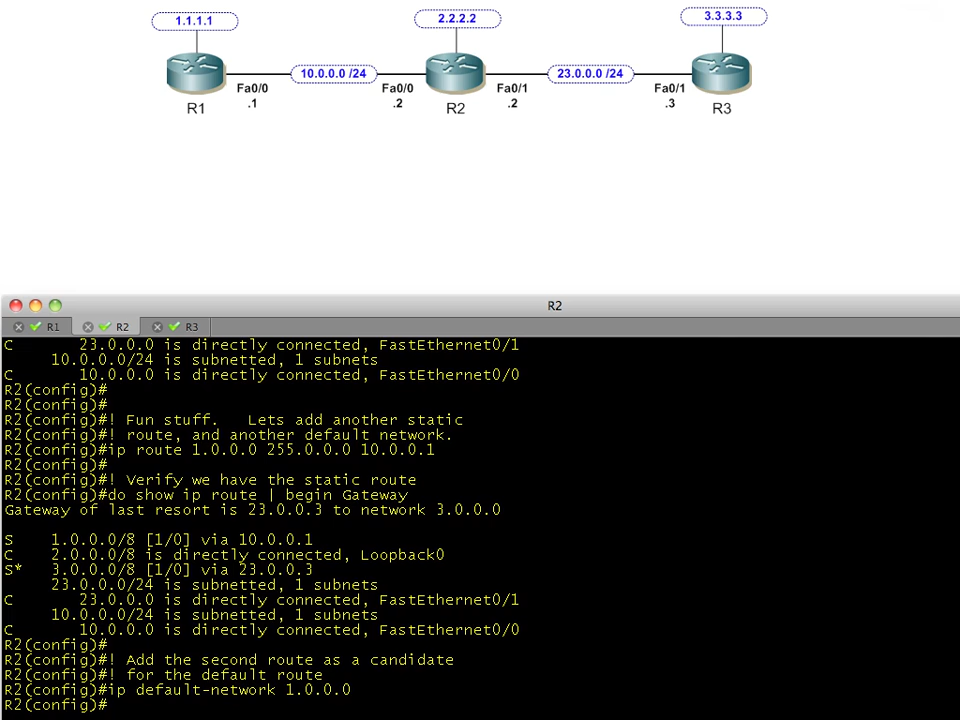 1.1.1.1
2.2.2.2
3.3.3.3
10.0.0.0 /24
23.0.0.0 /24
Fa0/0
.1
Fa0/0
.2
Fa0/1
.2
Fa0/1
.3
R1
R2
R3
R2
R1
R2
R3
C 23.0.0.0 is directly connected, FastEthernet0/1
10.0.0.0/24 is subnetted, 1 subnets
C 10.0.0.0 is directly connected, FastEthernet0/0
R2(config)#
R2(config)#
R2(config)#! Fun stuff. Lets add another static
R2(config)#! route, and another default network.
R2(config)#ip route 1.0.0.0 255.0.0.0 10.0.0.1
R2(config)#
R2(config)#! Verify we have the static route
R2(config)#do show ip route | begin Gateway
Gateway of last resort is 23.0.0.3 to network 3.0.0.0
S 1.0.0.0/8 [1/0] via 10.0.0.1
C 2.0.0.0/8 is directly connected, Loopback0
S* 3.0.0.0/8 [1/0] via 23.0.0.3
23.0.0.0/24 is subnetted, 1 subnets
C 23.0.0.0 is directly connected, FastEthernet0/1
10.0.0.0/24 is subnetted, 1 subnets
C 10.0.0.0 is directly connected, FastEthernet0/0
R2(config)#
R2(config)#! Add the second route as a candidate
R2(config)#! for the default route
R2(config)#ip default-network 1.0.0.0
R2(config)#